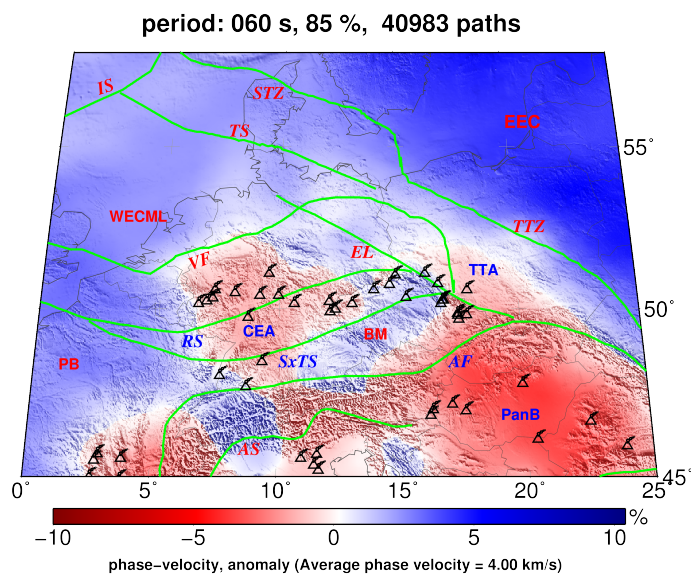 period: 060 s, 85 %, 40983 paths
IS
STZ
TS
EEC
55°
WECML
TTZ
VF
EL
TTA
50°
RS
CEA
BM
PB
SxTS
AF
PanB
AS
45°
0° 5° 10° 15° 20° 25°
−10 −5 0 5 10 %
phase−velocity, anomaly (Average phase velocity = 4.00 km/s)